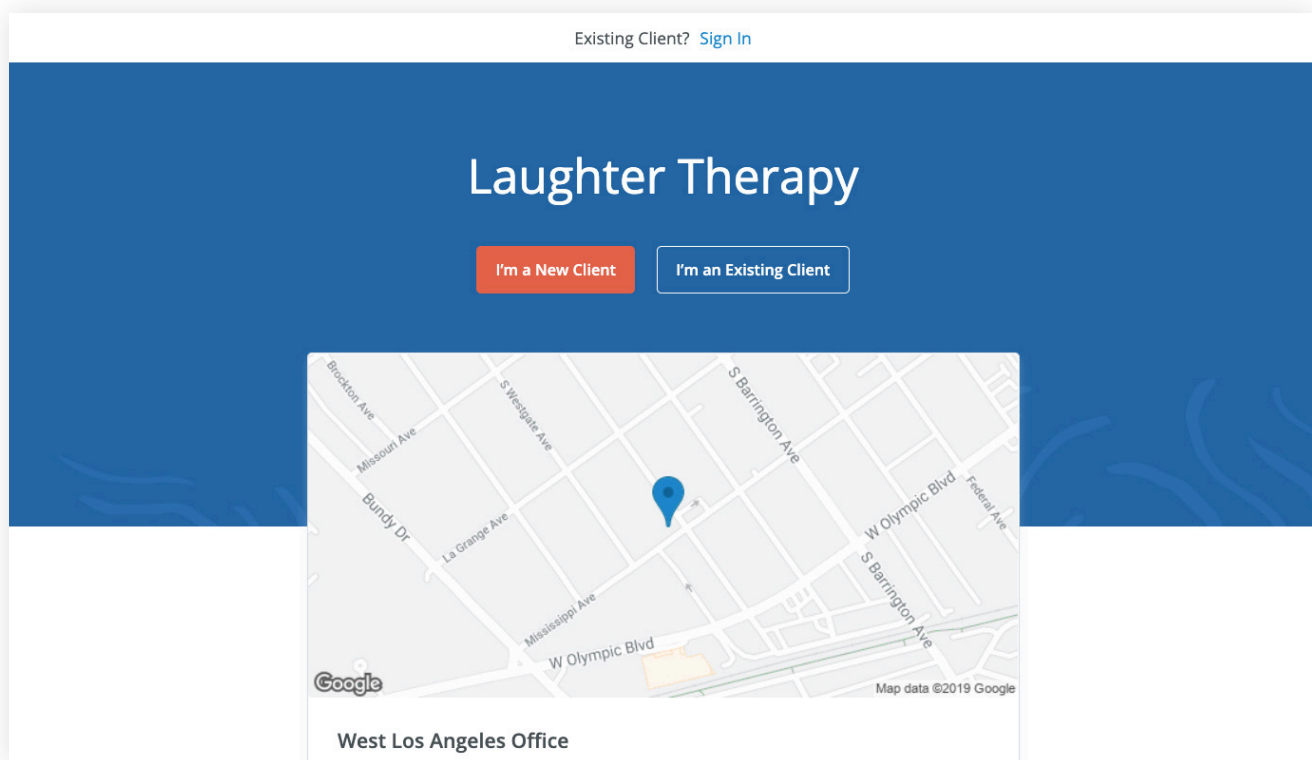 Existing Client? Sign In
Laughter Therapy
I'm a New Client
I'm an Existing Client
Brockton Ave
S Westgate Ave
S Barrington Ave
Missouri Ave
Bundy Dr
La Grange Ave
W Olympic Blvd
Federal Ave
S Barrington Ave
Mississippi Ave
W Olympic Blvd
Google
Map data ©2019 Google
West Los Angeles Office